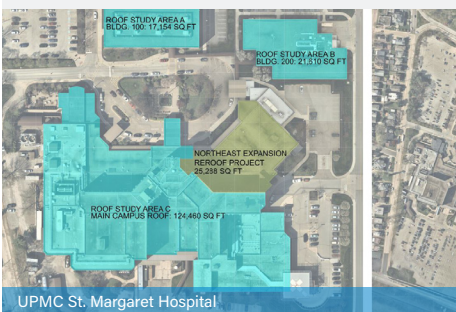 ROOF STUDY AREA A
BLDG. 100: 17,154 SQ FT
ROOF STUDY AREA B
BLDG. 200: 21,810 SQ FT
NORTHEAST EXPANSION
REROOF PROJECT
25,288 SQ FT
ROOF STUDY AREA C
MAIN CAMPUS ROOF: 124,460 SQ FT
UPMC St. Margaret Hospital